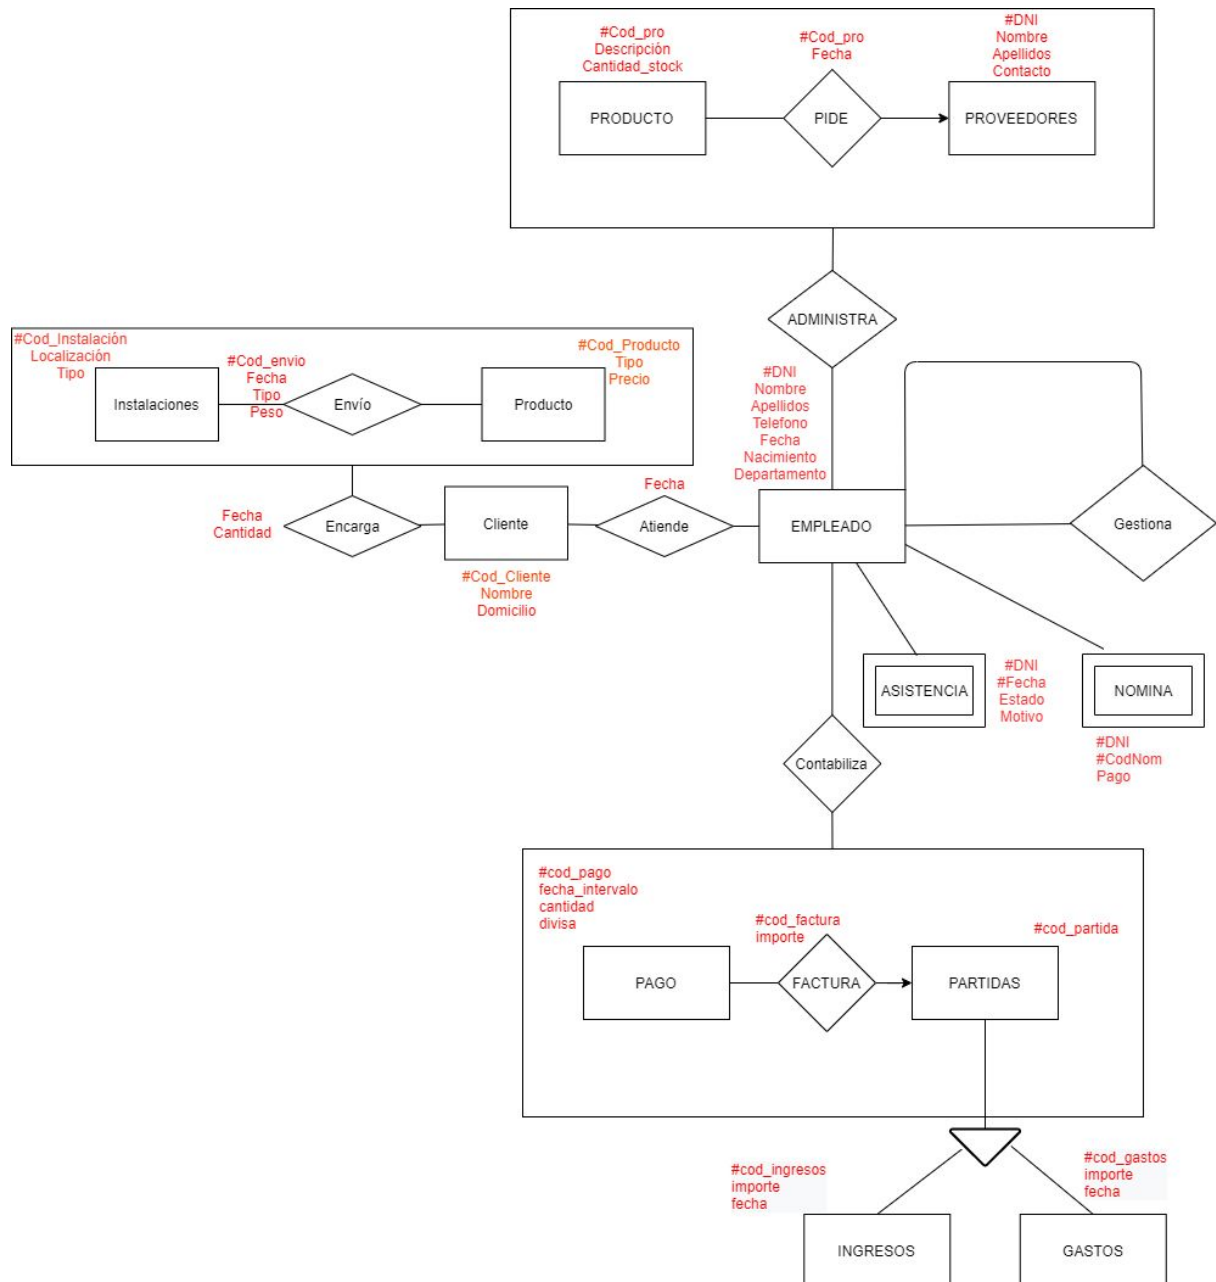 #Cod_pro
Descripción
Cantidad_stock
#Cod_pro
Fecha
#DNI
Nombre
Apellidos
Contacto
PRODUCTO
PIDE
PROVEEDORES
ADMINISTRA
#Cod_Instalación
Localización
Tipo
#Cod_envio
Fecha
Tipo
Peso
#Cod_Producto
Tipo
Precio
Instalaciones
Envío
Producto
#DNI
Nombre
Apellidos
Telefono
Fecha
Nacimiento
Departamento
Fecha
Cantidad
Encarga
Cliente
#Cod_Cliente
Nombre
Domicilio
Fecha
Atiende
EMPLEADO
Gestiona
ASISTENCIA
#DNI
#Fecha
Estado
Motivo
NOMINA
#DNI
#CodNom
Pago
Contabiliza
#cod_pago
fecha_intervalo
cantidad
divisa
#cod_factura
importe
#cod_partida
PAGO
FACTURA
PARTIDAS
#cod_ingresos
importe
fecha
#cod_gastos
importe
fecha
INGRESOS
GASTOS